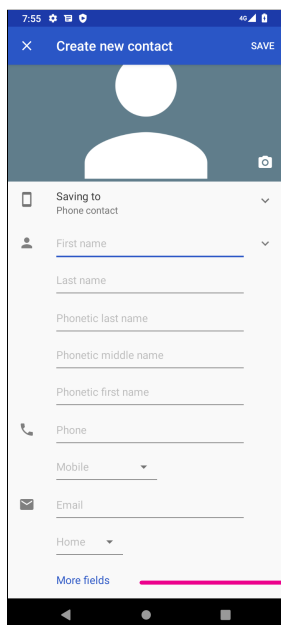 7:55
4G
Create new contact
SAVE
Saving to
Phone contact
First name
Last name
Phonetic last name
Phonetic middle name
Phonetic first name
Phone
Mobile
Email
Home
More fields